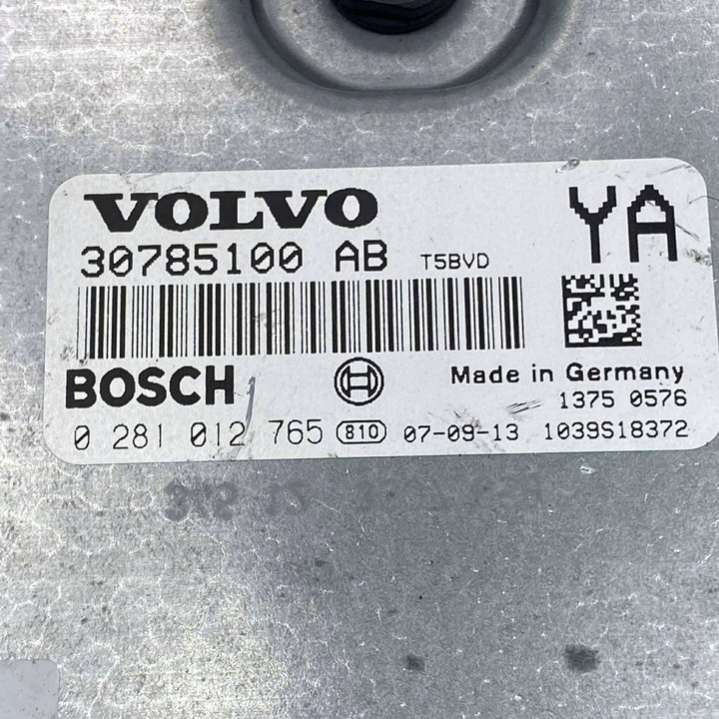 VOLVO
YA
30785100 AB T5BVD
BOSCH
Made in Germany
1375 0576
0 281 012 765 810 07-09-13 1039S18372